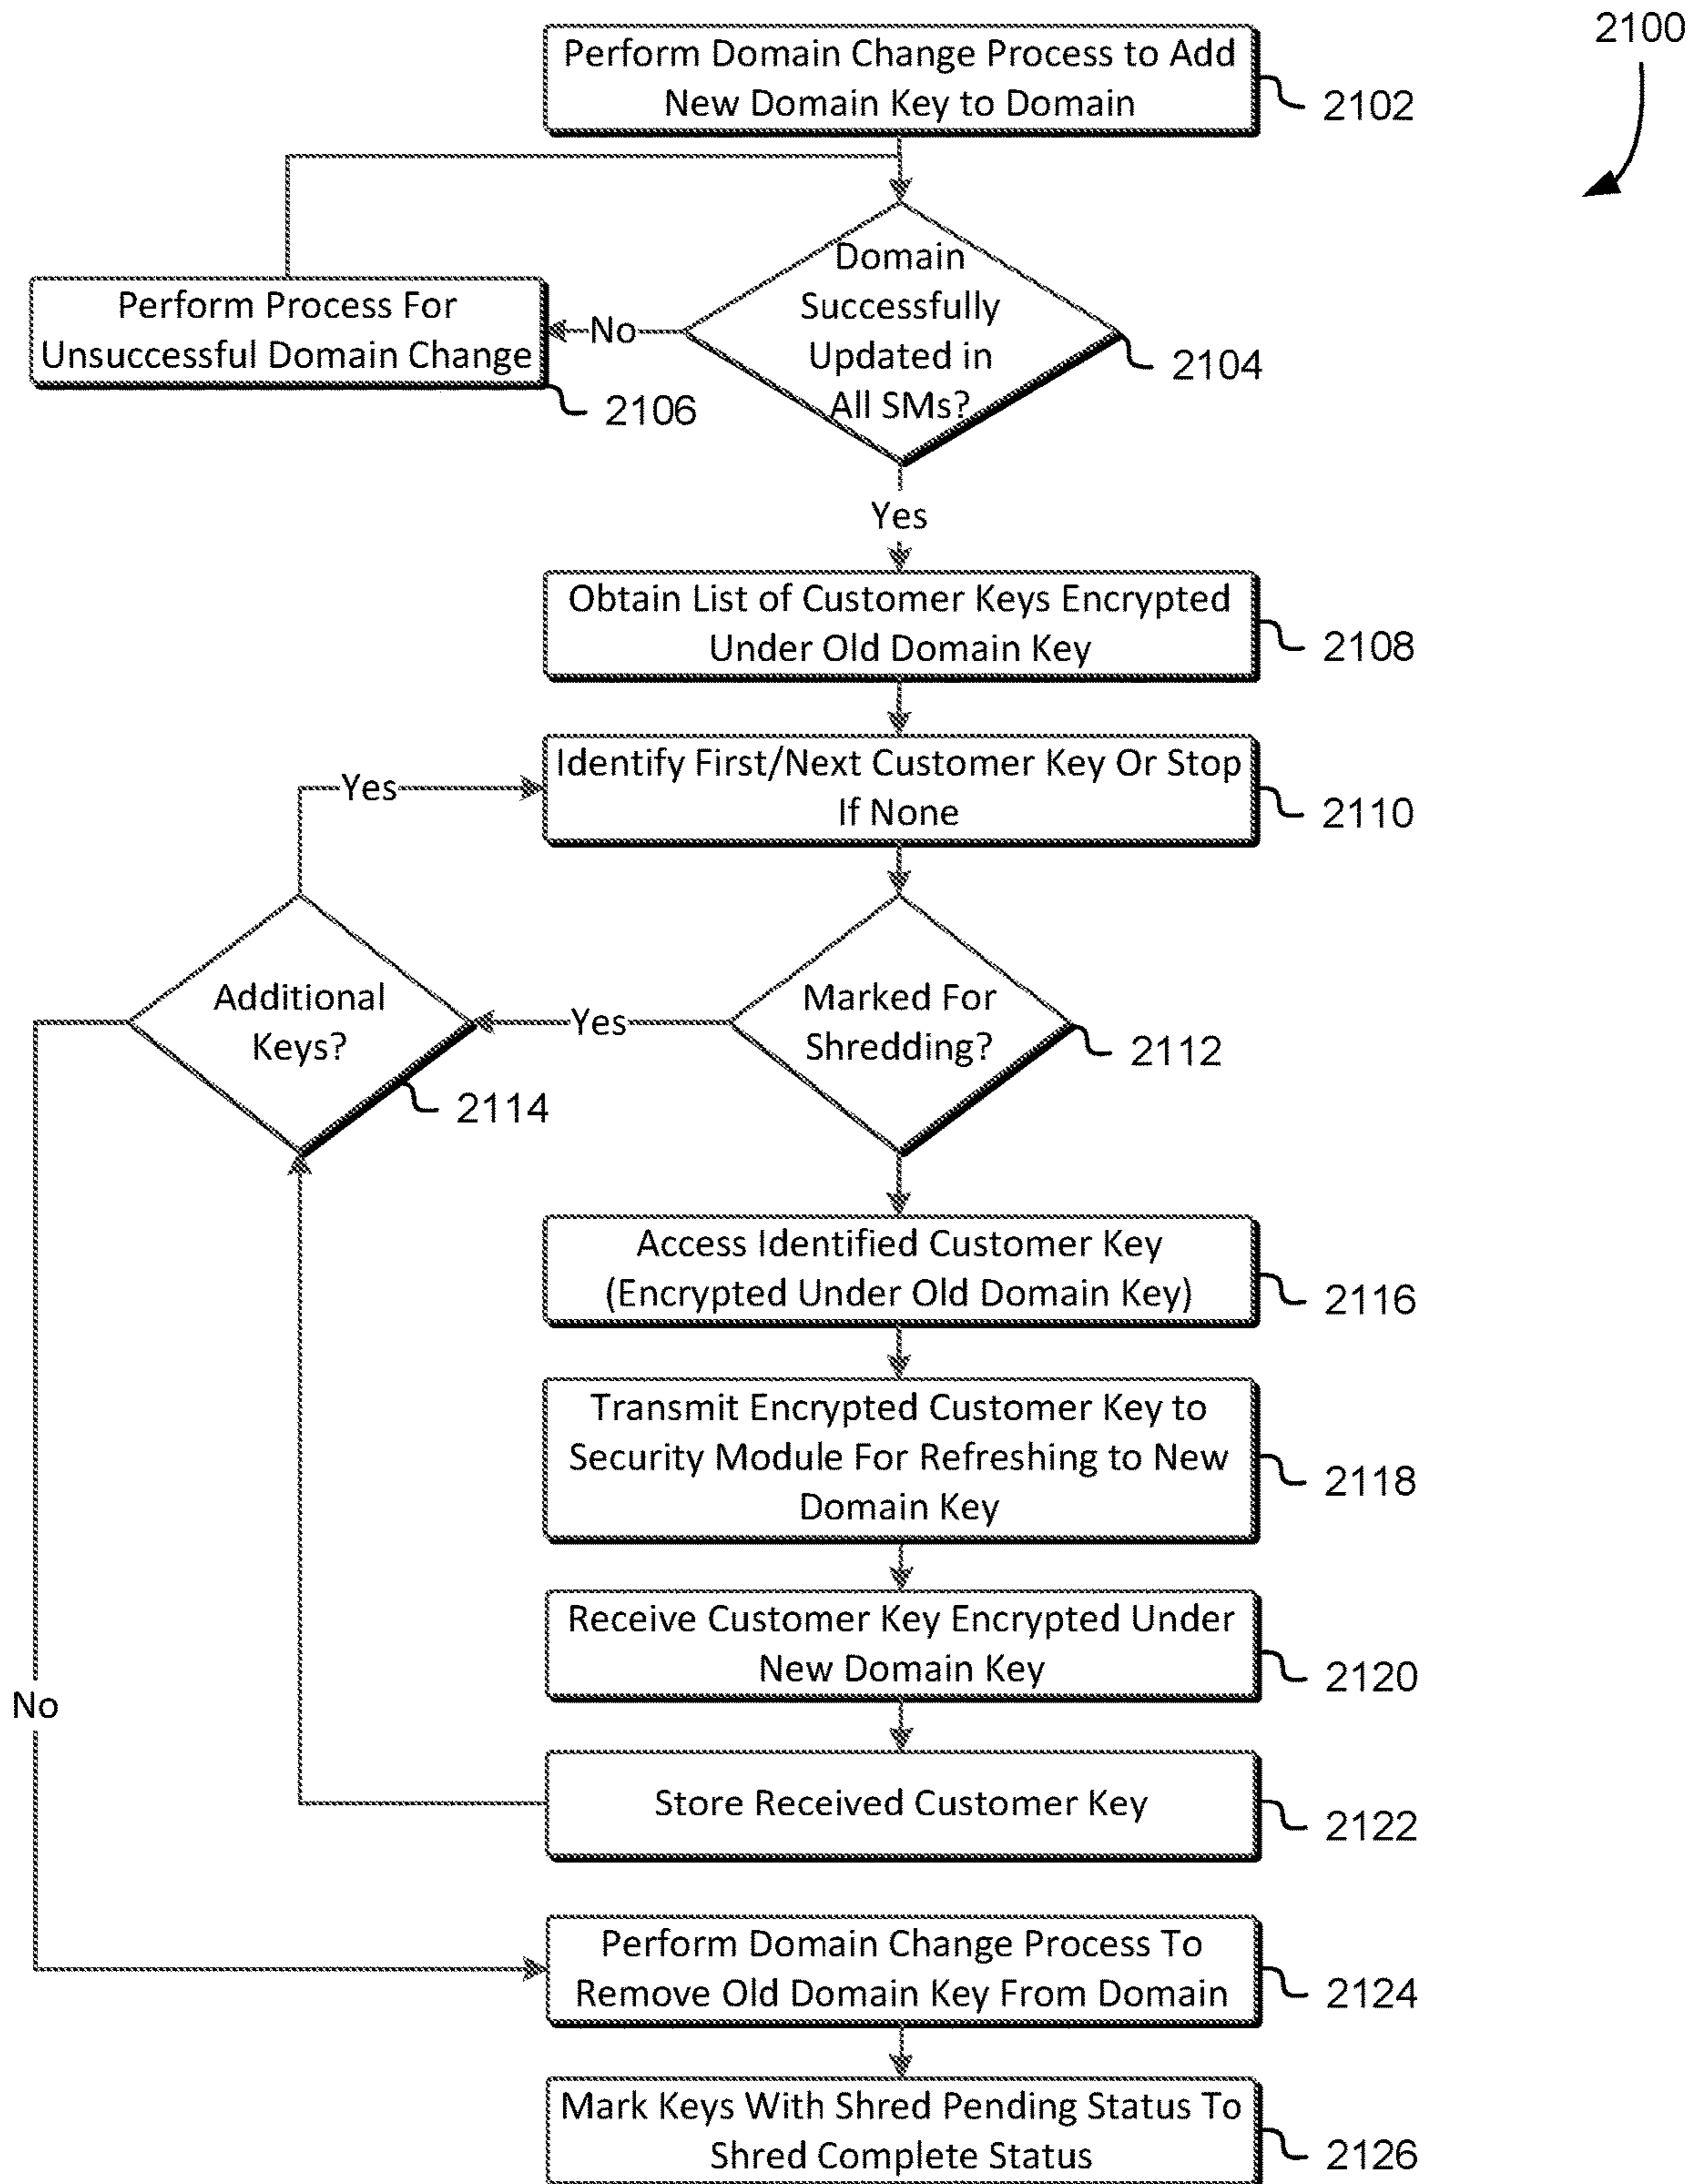 2100
Perform Domain Change Process to Add
New Domain Key to Domain
2102
Domain
Successfully
Updated in
All SMs?
2104
No
Perform Process For
Unsuccessful Domain Change
2106
Yes
Obtain List of Customer Keys Encrypted
Under Old Domain Key
2108
Identify First/Next Customer Key Or Stop
If None
2110
Yes
Marked For
Shredding?
2112
Yes
Additional
Keys?
2114
Access Identified Customer Key
(Encrypted Under Old Domain Key)
2116
Transmit Encrypted Customer Key to
Security Module For Refreshing to New
Domain Key
2118
Receive Customer Key Encrypted Under
New Domain Key
2120
No
Store Received Customer Key
2122
Perform Domain Change Process To
Remove Old Domain Key From Domain
2124
Mark Keys With Shred Pending Status To
Shred Complete Status
2126